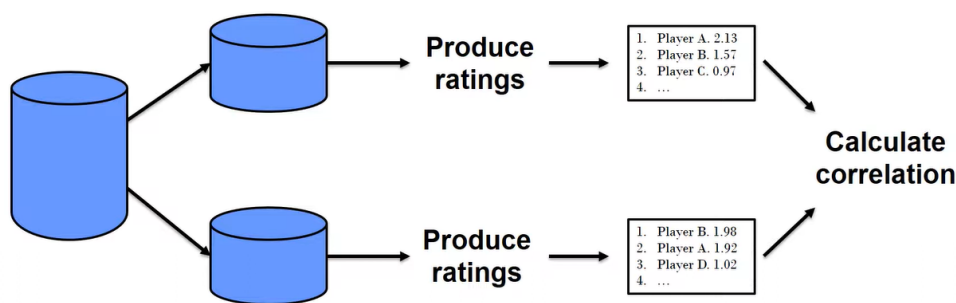 Produce
ratings
1. Player A. 2.13
2. Player B. 1.57
3. Player C. 0.97
4. ...
Calculate
correlation
Produce
ratings
1. Player B. 1.98
2. Player A. 1.92
3. Player D. 1.02
4. ...